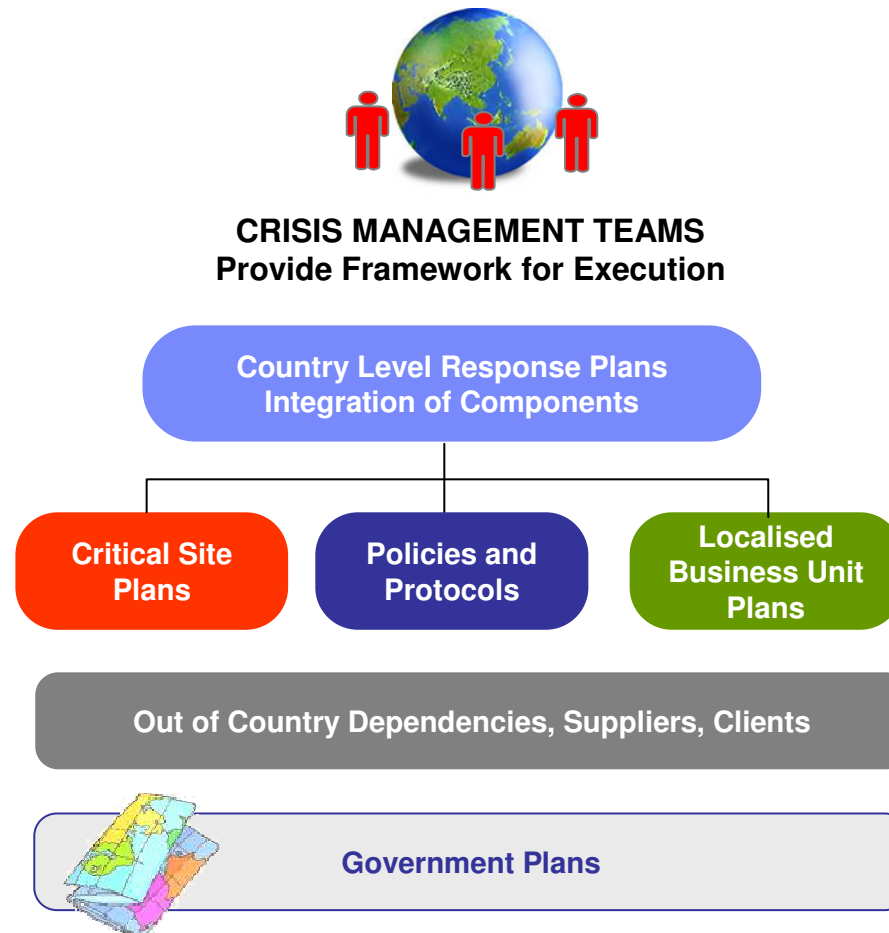 CRISIS MANAGEMENT TEAMS
Provide Framework for Execution
Country Level Response Plans
Integration of Components
Critical Site
Plans
Policies and
Protocols
Localised
Business Unit
Plans
Out of Country Dependencies, Suppliers, Clients
Government Plans